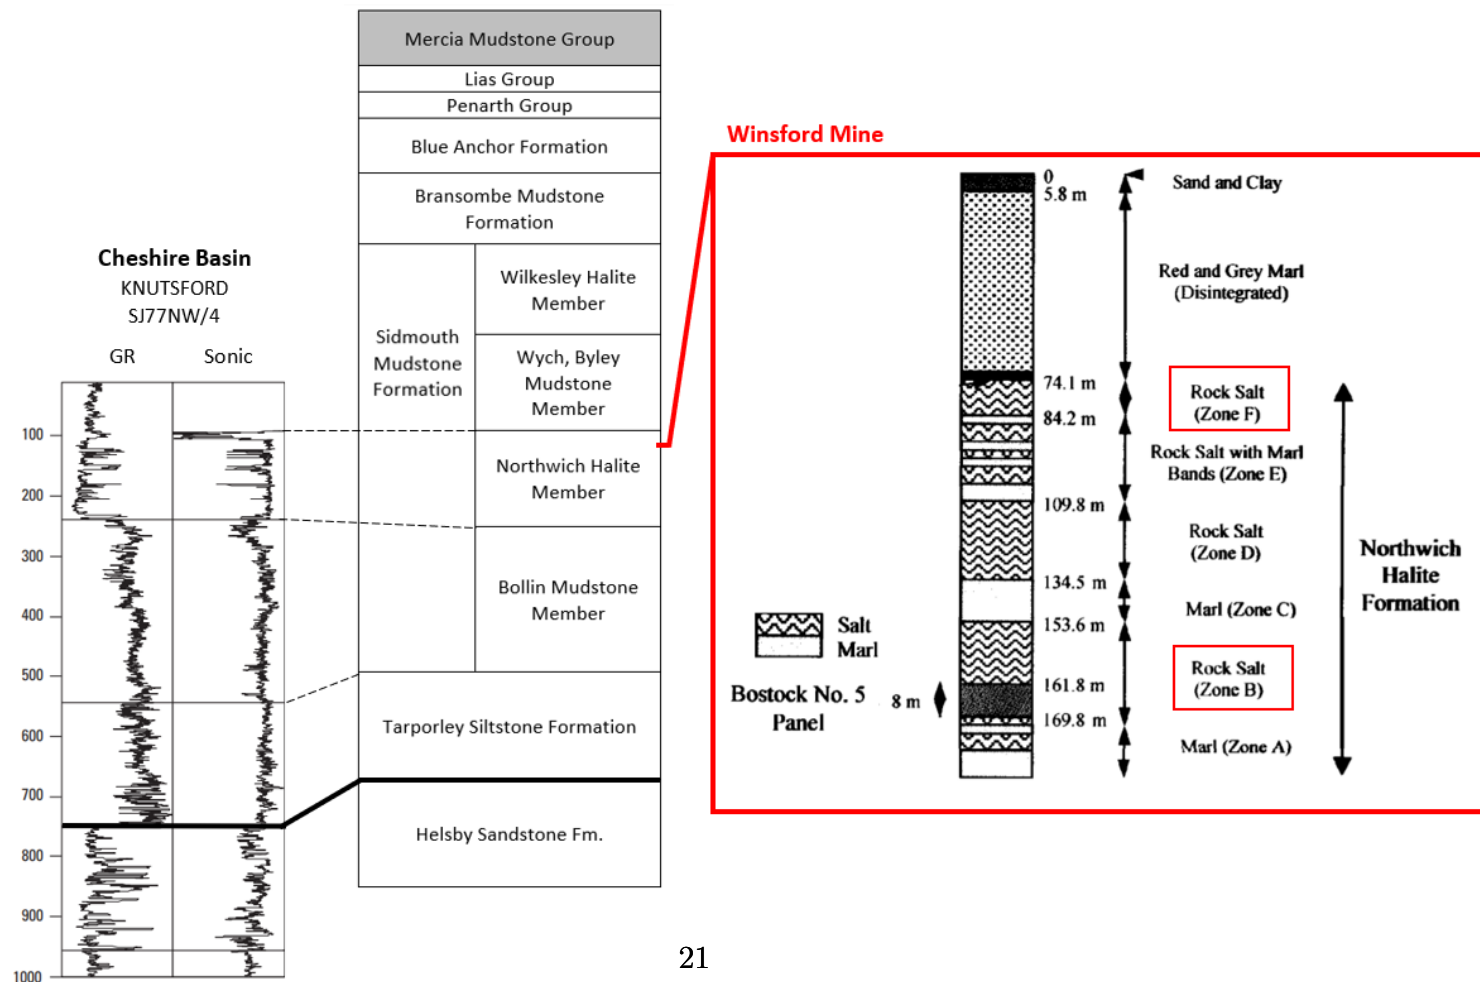 Mercia Mudstone Group
Lias Group
Penarth Group
Blue Anchor Formation
Bransombe Mudstone
Formation
Sidmouth
Mudstone
Formation
Wilkesley Halite
Member
Wych, Byley
Mudstone
Member
Northwich Halite
Member
Bollin Mudstone
Member
Tarporley Siltstone Formation
Helsby Sandstone Fm.
Cheshire Basin
KNUTSFORD
SJ77NW/4
GR
Sonic
100
200
300
400
500
600
700
800
900
1000
Winsford Mine
0
5.8 m
74.1 m
84.2 m
109.8 m
134.5 m
153.6 m
161.8 m
169.8 m
Sand and Clay
Red and Grey Marl
(Disintegrated)
Rock Salt
(Zone F)
Rock Salt with Marl
Bands (Zone E)
Rock Salt
(Zone D)
Marl (Zone C)
Rock Salt
(Zone B)
Marl (Zone A)
Northwich
Halite
Formation
Salt
Marl
Bostock No. 5
Panel
8 m
21